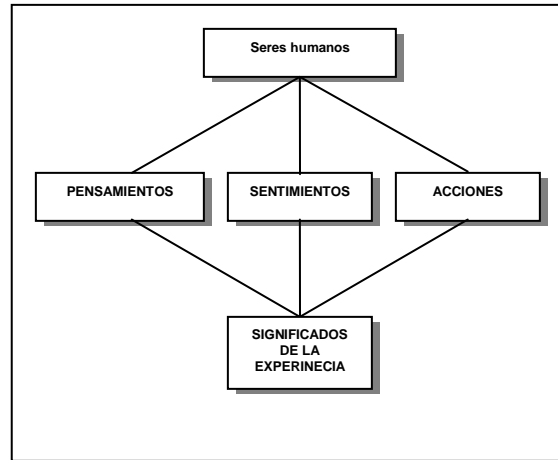 Seres humanos
PENSAMIENTOS
SENTIMIENTOS
ACCIONES
SIGNIFICADOS
DE LA
EXPERINECIA